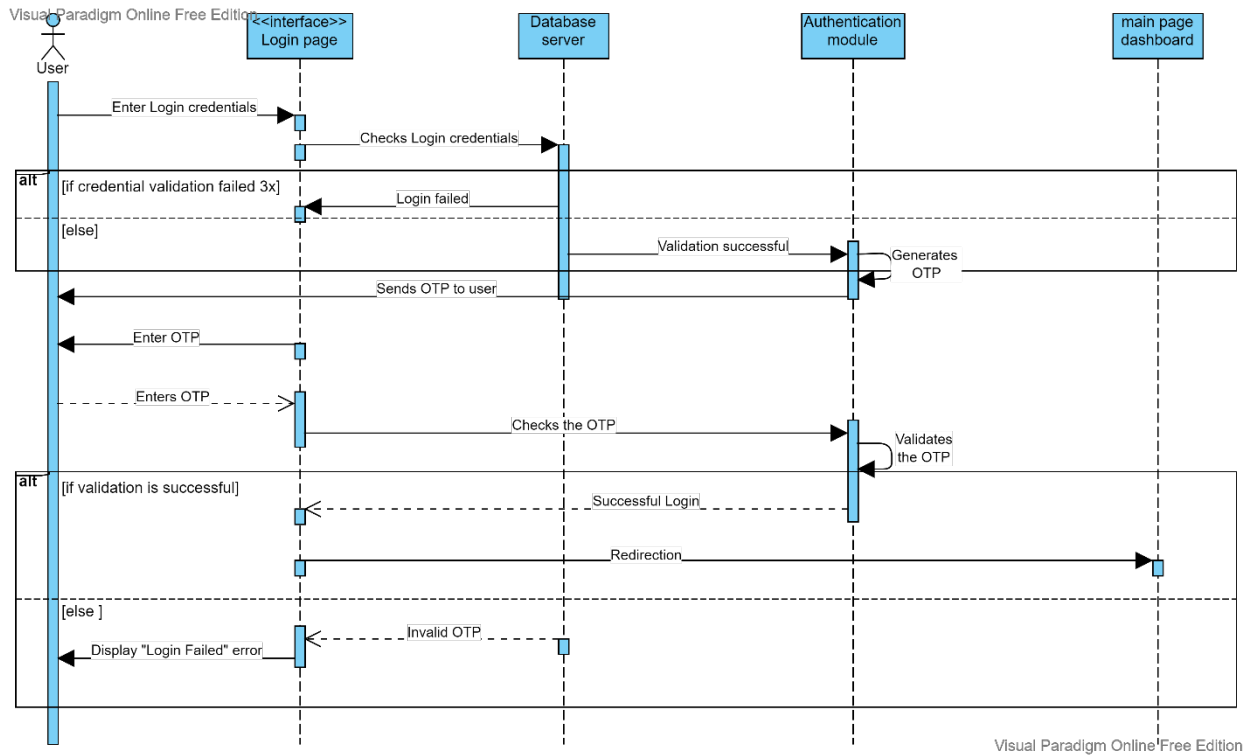 Visual Paradigm Online Free Edition
User
<<interface>>
Login page
Database
server
Authentication
module
main page
dashboard
Enter Login credentials
Checks Login credentials
alt
[if credential validation failed 3x]
Login failed
[else]
Validation successful
Generates
OTP
Sends OTP to user
Enter OTP
Enters OTP
Checks the OTP
Validates
the OTP
alt
[if validation is successful]
Successful Login
Redirection
[else ]
Invalid OTP
Display "Login Failed" error
Visual Paradigm Online Free Edition